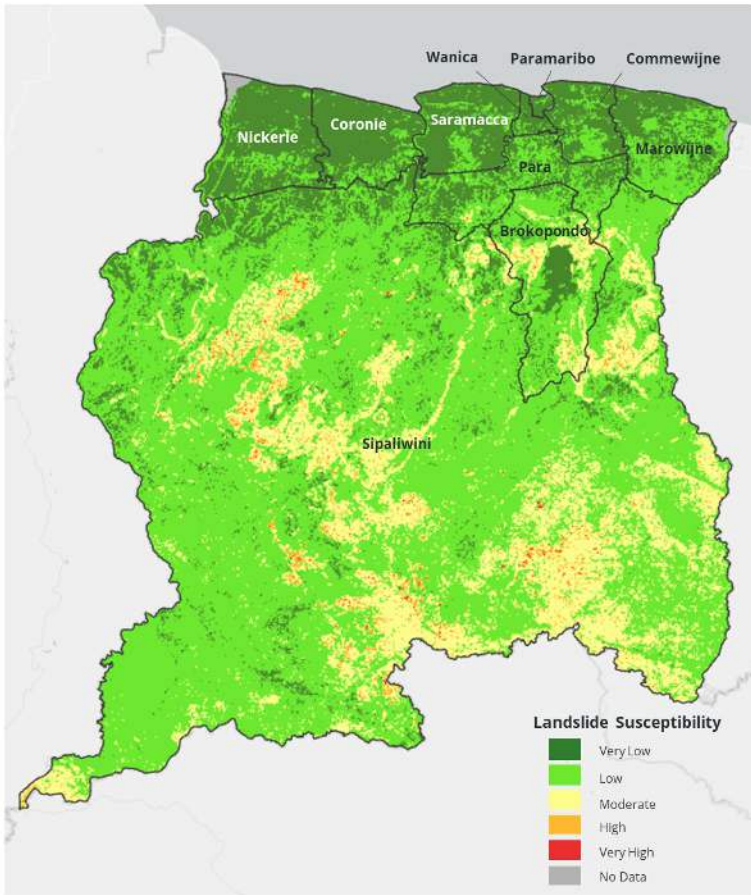 Wanica
Paramaribo
Commewijne
Nickerie
Coronie
Saramacca
Marowijne
Para
Brokopondo
Sipaliwini
Landslide Susceptibility
Very Low
Low
Moderate
High
Very High
No Data